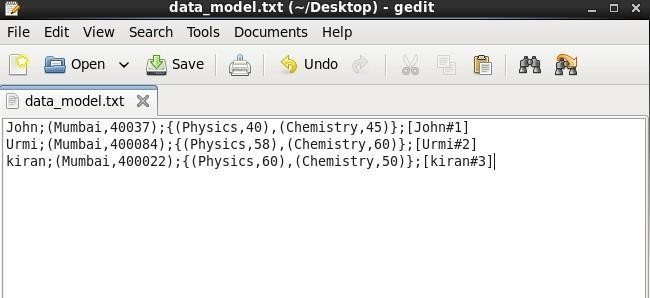 data_model.txt (~/Desktop) - gedit
File Edit View Search Tools Documents Help
Open Save Undo
data_model.txt
John;(Mumbai,40037);{(Physics,40),(Chemistry,45)};[John#1]
Urmi;(Mumbai,400084);{(Physics,58),(Chemistry,60)};[Urmi#2]
kiran;(Mumbai,400022);{(Physics,60),(Chemistry,50)};[kiran#3]